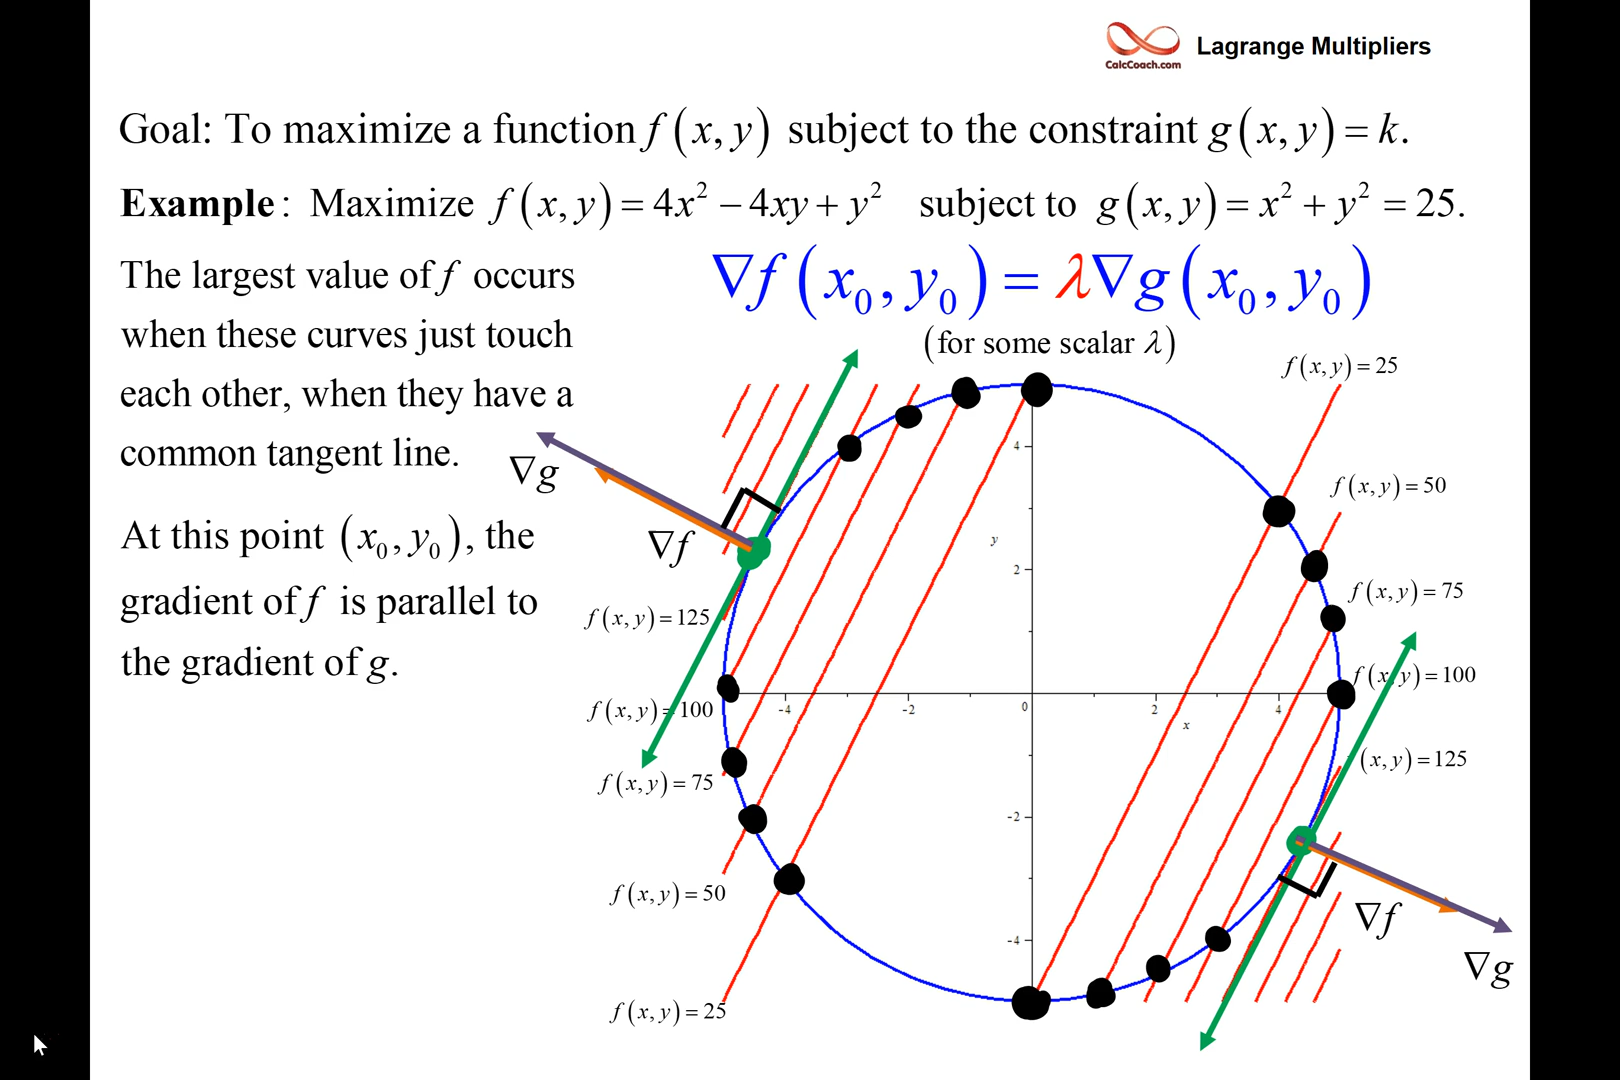 CalcCoach.com
Lagrange Multipliers
Goal: To maximize a function f(x, y) subject to the constraint g(x, y) = k.
Example: Maximize f(x, y) = 4x² − 4xy + y² subject to g(x, y) = x² + y² = 25.
The largest value of f occurs
when these curves just touch
each other, when they have a
common tangent line.
At this point (x₀, y₀), the
gradient of f is parallel to
the gradient of g.
∇f(x₀, y₀) = λ∇g(x₀, y₀)
(for some scalar λ)
f(x, y) = 25
f(x, y) = 50
f(x, y) = 75
f(x, y) = 100
(x, y) = 125
∇g
∇f
f(x, y) = 125
f(x, y) = 100
f(x, y) = 75
f(x, y) = 50
f(x, y) = 25
y
4
2
-4
-2
0
2
4
x
-2
-4
∇f
∇g